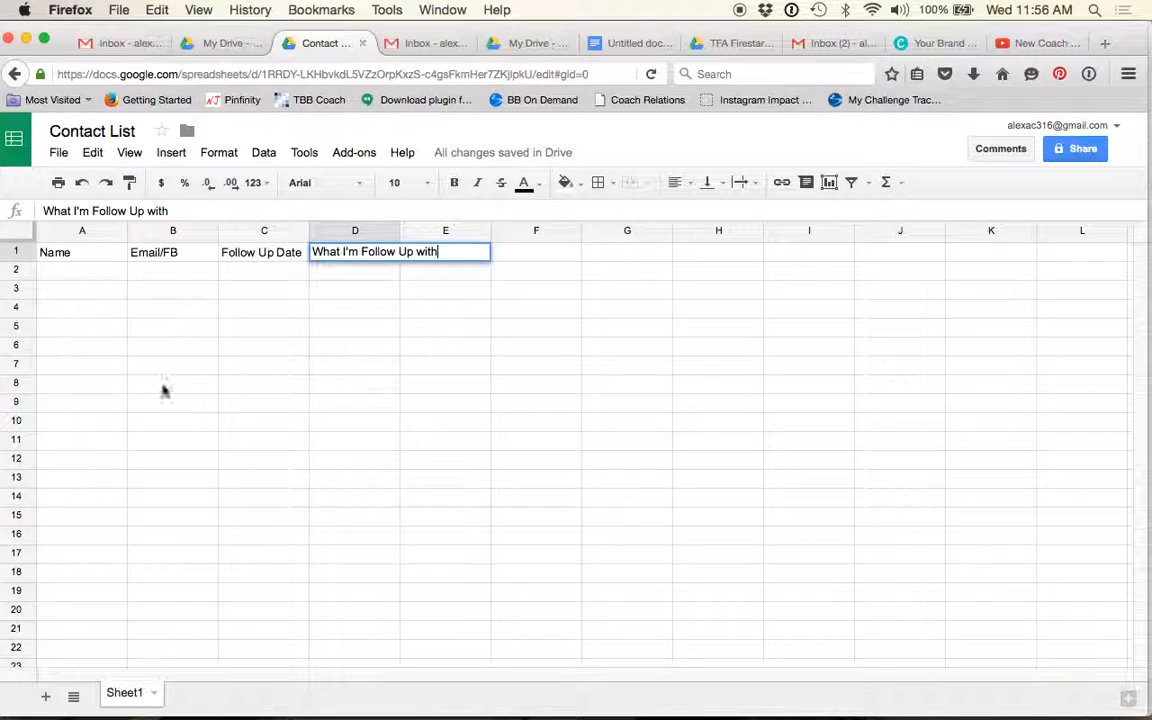 Firefox File Edit View History Bookmarks Tools Window Help 100% Wed 11:56 AM
Inbox - alex... My Drive - ... Contact ... Inbox - alex... My Drive - ... Untitled doc... TFA Firestar... Inbox (2) - al... Your Brand ... New Coach ...
https://docs.google.com/spreadsheets/d/1RRDY-LKHbvkdL5VZzOrpKxzS-c4gsFkmHer7ZKjlpkU/edit#gid=0 Search
Most Visited Getting Started Pinfinity TBB Coach Download plugin f... BB On Demand Coach Relations Instagram Impact ... My Challenge Trac...
Contact List alexac316@gmail.com
File Edit View Insert Format Data Tools Add-ons Help All changes saved in Drive Comments Share
$ % .0 .00 123 Arial 10 B I S A Σ
fx What I'm Follow Up with
A B C D E F G H I J K L
1 Name Email/FB Follow Up Date What I'm Follow Up with
2
3
4
5
6
7
8
9
10
11
12
13
14
15
16
17
18
19
20
21
22
23
+ Sheet1